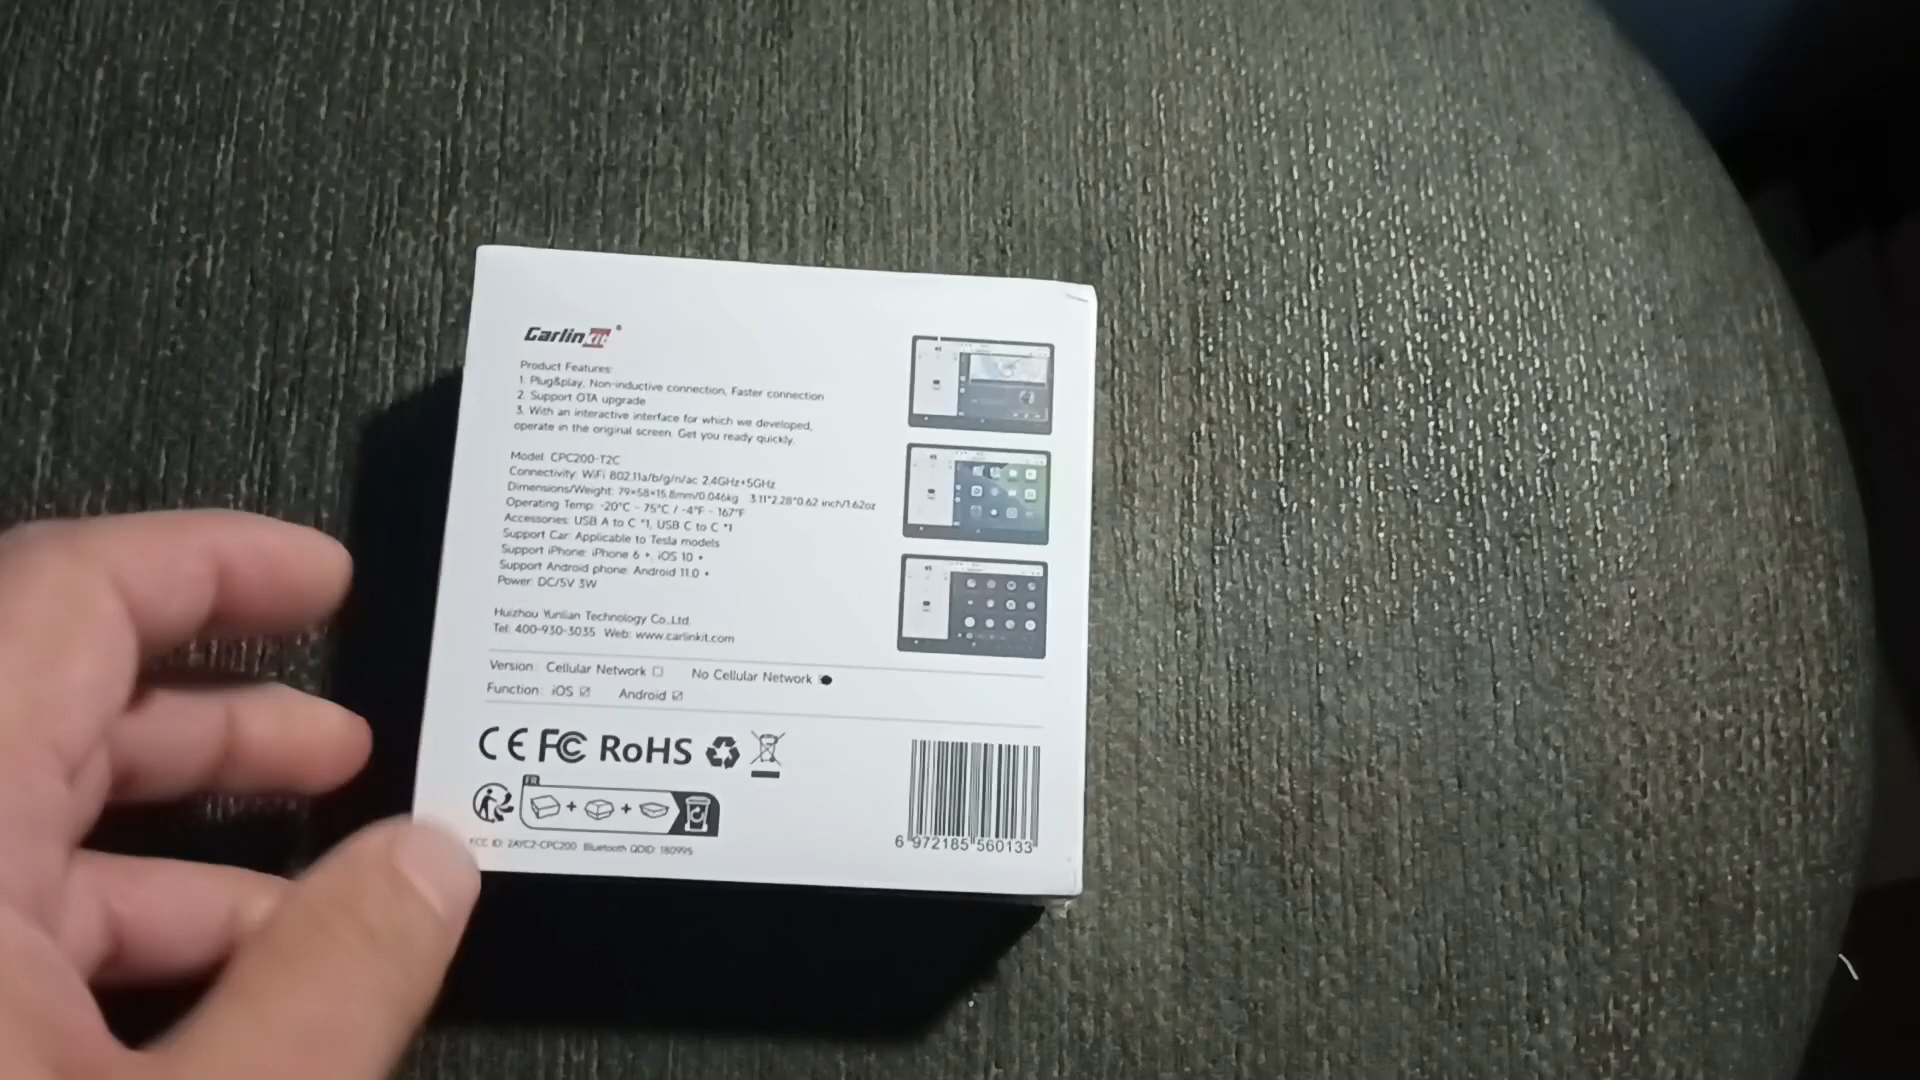 Carlinkit®
Product Features:
1. Plug&play, Non-inductive connection, Faster connection
2. Support OTA upgrade
3. With an interactive interface for which we developed,
operate in the original screen. Get you ready quickly.
Model: CPC200-T2C
Connectivity: WiFi 802.11a/b/g/n/ac 2.4GHz+5GHz
Dimensions/Weight: 79×58×15.8mm/0.046kg 3.11*2.28*0.62 inch/1.62oz
Operating Temp: -20°C - 75°C / -4°F - 167°F
Accessories: USB A to C *1, USB C to C *1
Support Car: Applicable to Tesla models
Support iPhone: iPhone 6 +, iOS 10 +
Support Android phone: Android 11.0 +
Power: DC/5V 3W
Huizhou Yunlian Technology Co.,Ltd.
Tel: 400-930-3035 Web: www.carlinkit.com
Version: Cellular Network ☐ No Cellular Network
Function: iOS ☑ Android ☑
CE FC RoHS
FR
FCC ID: 2AYC2-CPC200 Bluetooth QDID: 180995
6 972185 560133